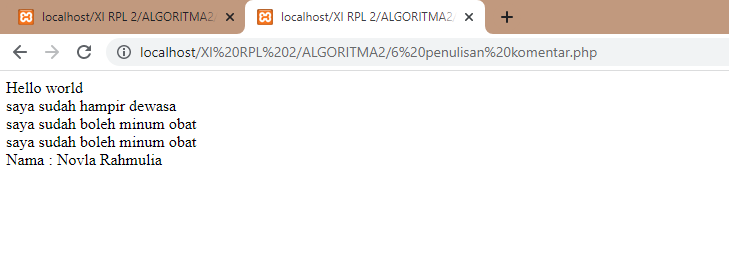 localhost/XI RPL 2/ALGORITMA2/
localhost/XI RPL 2/ALGORITMA2/
localhost/XI%20RPL%202/ALGORITMA2/6%20penulisan%20komentar.php
Hello world
saya sudah hampir dewasa
saya sudah boleh minum obat
saya sudah boleh minum obat
Nama : Novla Rahmulia